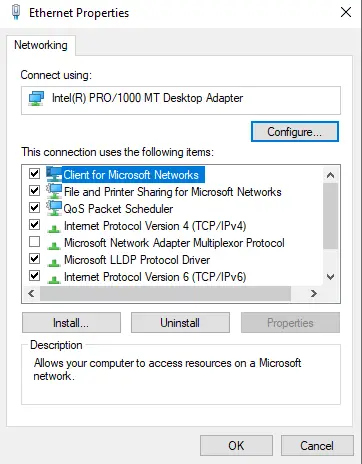 Ethernet Properties
Networking
Connect using:
Intel(R) PRO/1000 MT Desktop Adapter
Configure...
This connection uses the following items:
Client for Microsoft Networks
File and Printer Sharing for Microsoft Networks
QoS Packet Scheduler
Internet Protocol Version 4 (TCP/IPv4)
Microsoft Network Adapter Multiplexor Protocol
Microsoft LLDP Protocol Driver
Internet Protocol Version 6 (TCP/IPv6)
Install... Uninstall Properties
Description
Allows your computer to access resources on a Microsoft
network.
OK Cancel